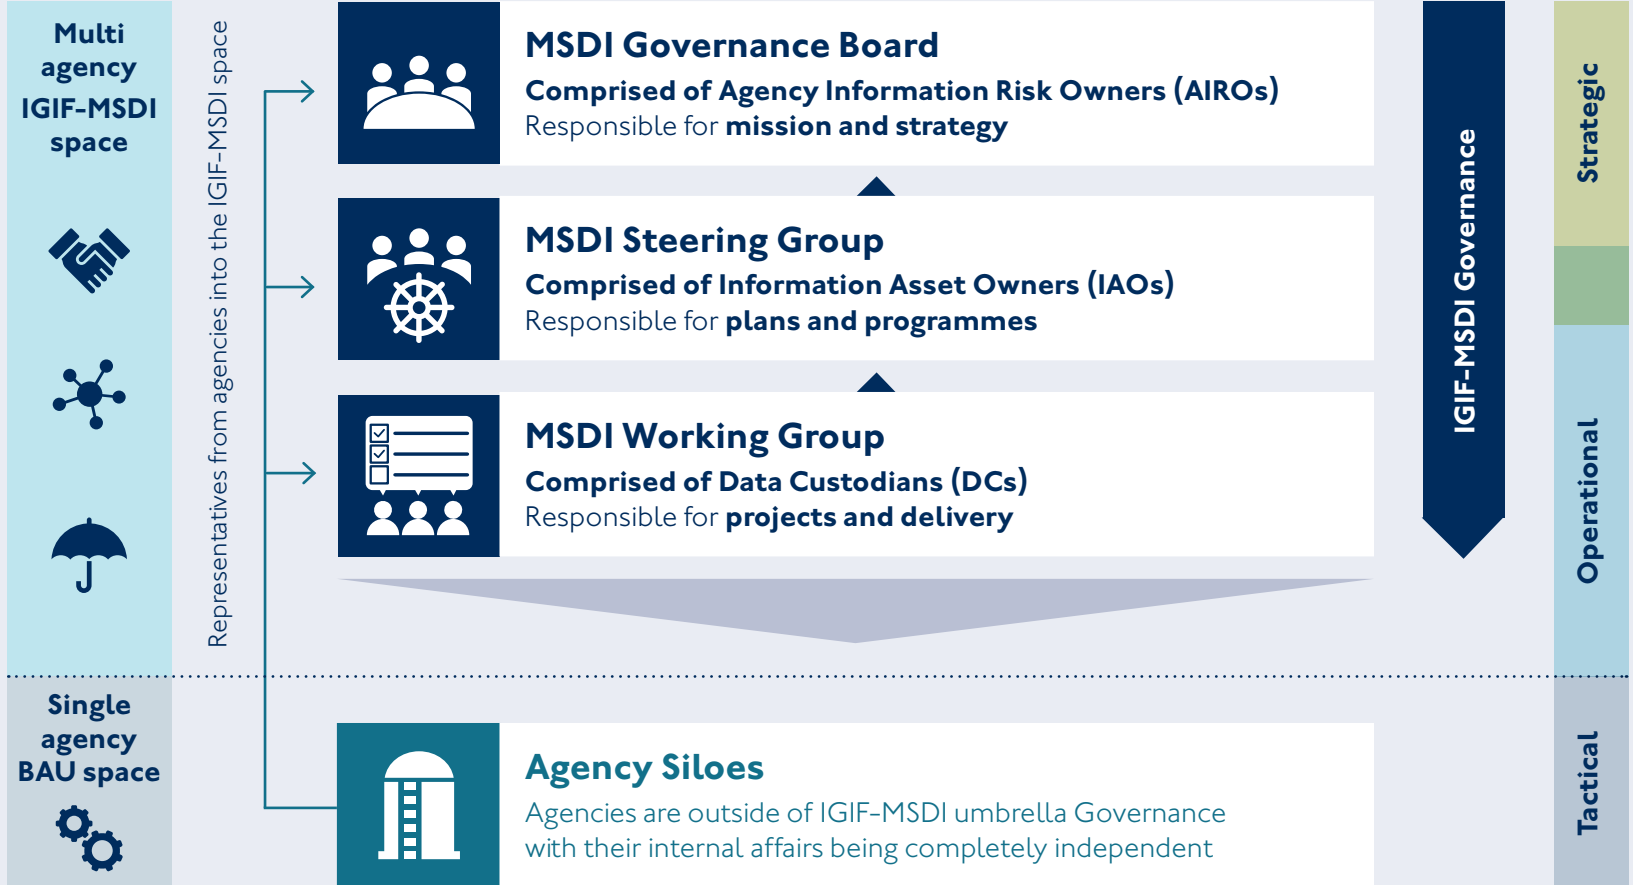 Multi
agency
IGIF-MSDI
space
Representatives from agencies into the IGIF-MSDI space
MSDI Governance Board
Comprised of Agency Information Risk Owners (AIROs)
Responsible for mission and strategy
MSDI Steering Group
Comprised of Information Asset Owners (IAOs)
Responsible for plans and programmes
MSDI Working Group
Comprised of Data Custodians (DCs)
Responsible for projects and delivery
IGIF-MSDI Governance
Strategic
Operational
Single
agency
BAU space
Agency Siloes
Agencies are outside of IGIF-MSDI umbrella Governance
with their internal affairs being completely independent
Tactical